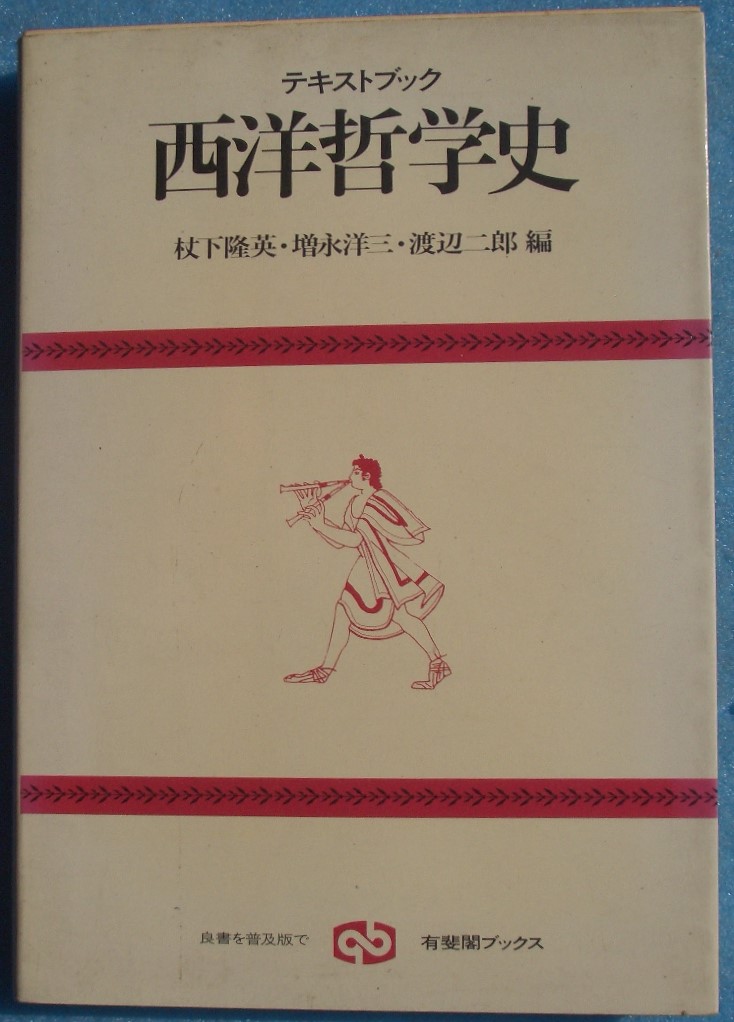 テキストブック
西洋哲学史
杖下隆英・増永洋三・渡辺二郎 編
良書を普及版で 有斐閣ブックス